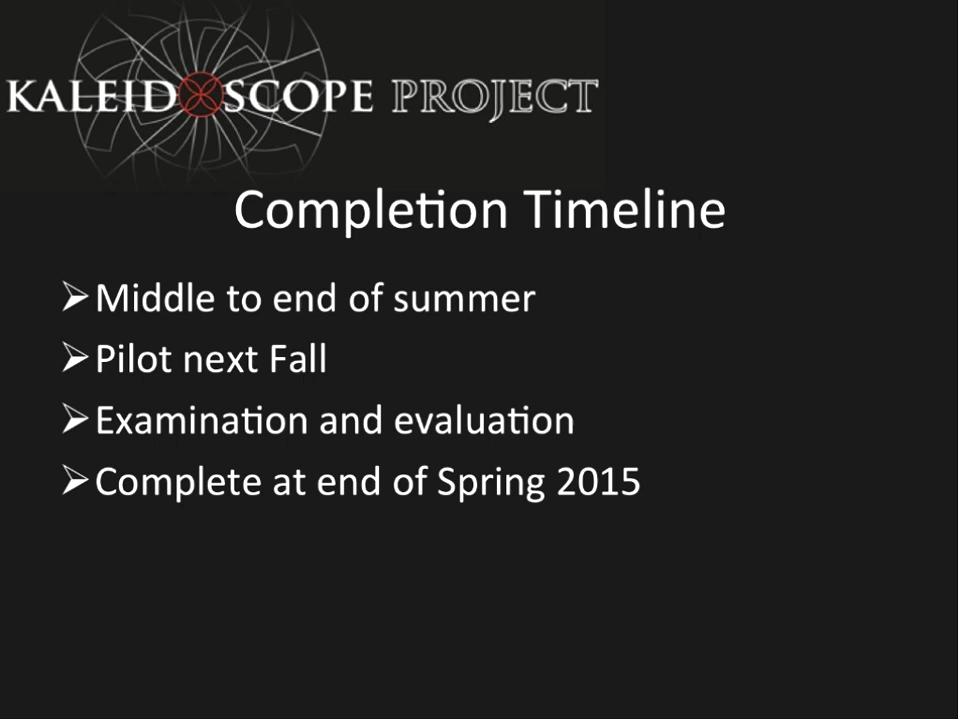 KALEIDOSCOPE PROJECT
Completion Timeline
➢Middle to end of summer
➢Pilot next Fall
➢Examination and evaluation
➢Complete at end of Spring 2015